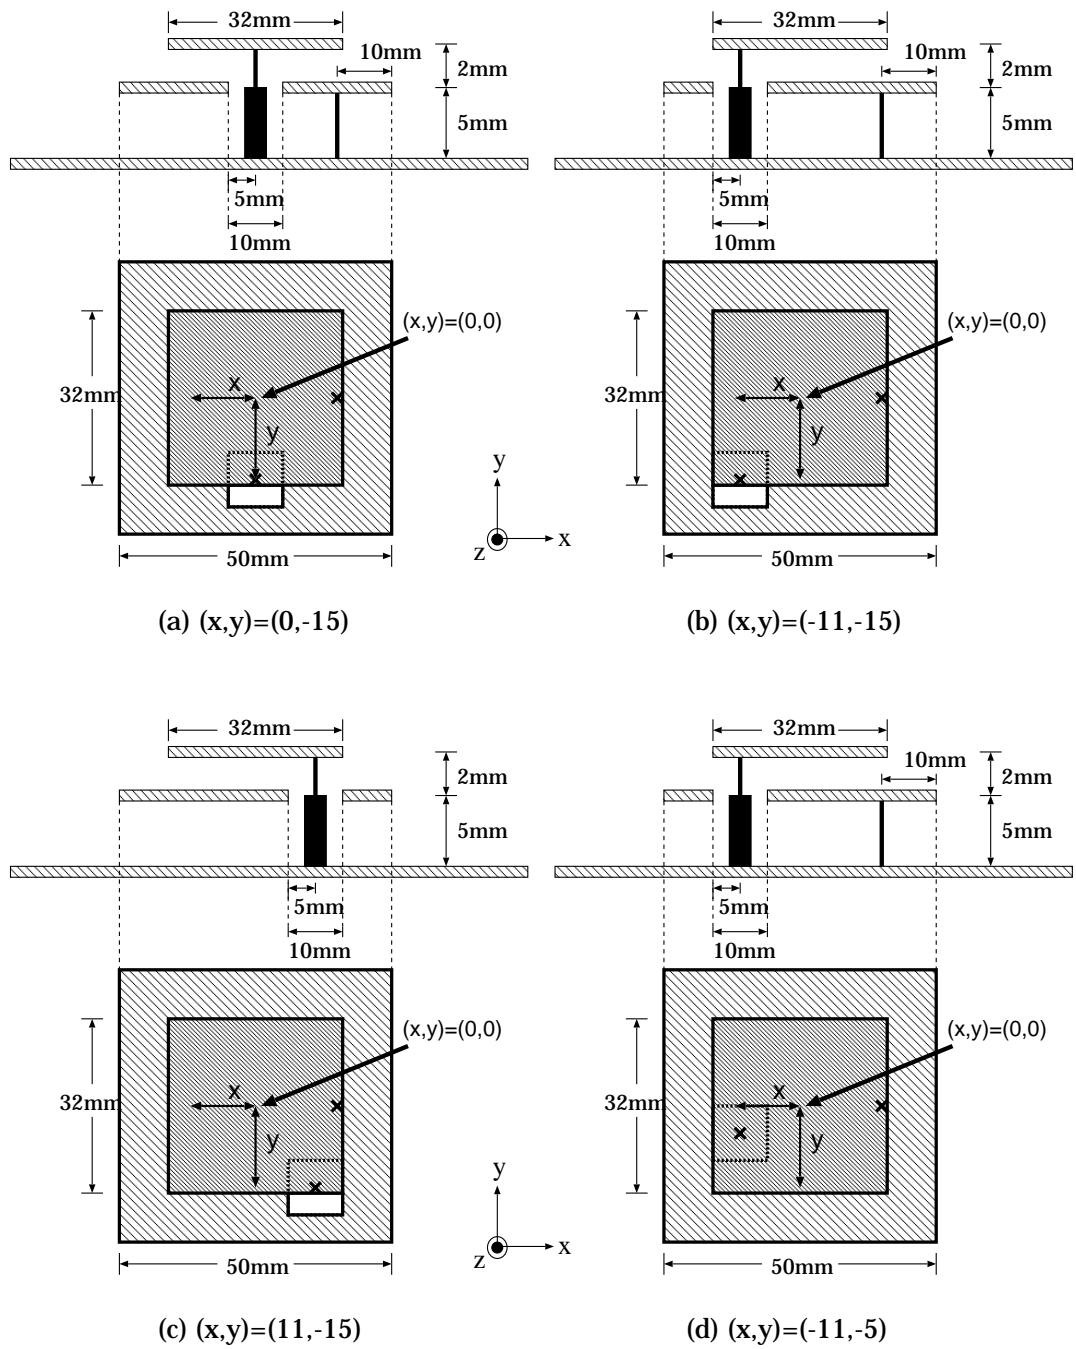 32mm
10mm
2mm
5mm
5mm
10mm
(x,y)=(0,0)
x
32mm
y
50mm
(a) (x,y)=(0,-15)
32mm
10mm
2mm
5mm
5mm
10mm
(x,y)=(0,0)
x
32mm
y
y
x
z
50mm
(b) (x,y)=(-11,-15)
32mm
2mm
5mm
5mm
10mm
(x,y)=(0,0)
x
32mm
y
50mm
(c) (x,y)=(11,-15)
32mm
10mm
2mm
5mm
5mm
10mm
(x,y)=(0,0)
x
32mm
y
y
x
z
50mm
(d) (x,y)=(-11,-5)